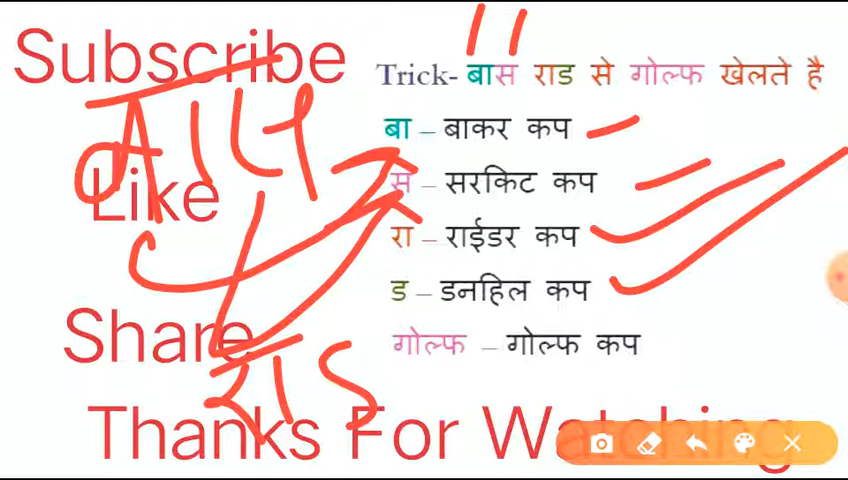 Subscribe
Trick- बास राड से गोल्फ खेलते है
बा – बाकर कप
Like
स – सरकिट कप
रा – राईडर कप
ड – डनहिल कप
Share
गोल्फ – गोल्फ कप
राड
Thanks For Watching